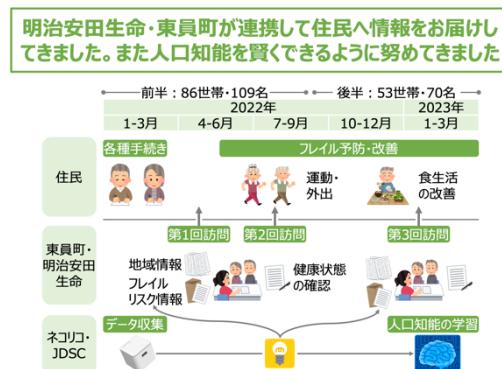 明治安田生命・東員町が連携して住民へ情報をお届けし
てきました。また人口知能を賢くできるように努めてきました
前半：86世帯・109名
後半：53世帯・70名
2022年
2023年
1-3月
4-6月
7-9月
10-12月
1-3月
住民
各種手続き
フレイル予防・改善
運動・
外出
食生活
の改善
第1回訪問
第2回訪問
第3回訪問
東員町・
明治安田
生命
地域情報
フレイル
リスク情報
健康状態
の確認
ネコリコ・
JDSC
データ収集
人口知能の学習